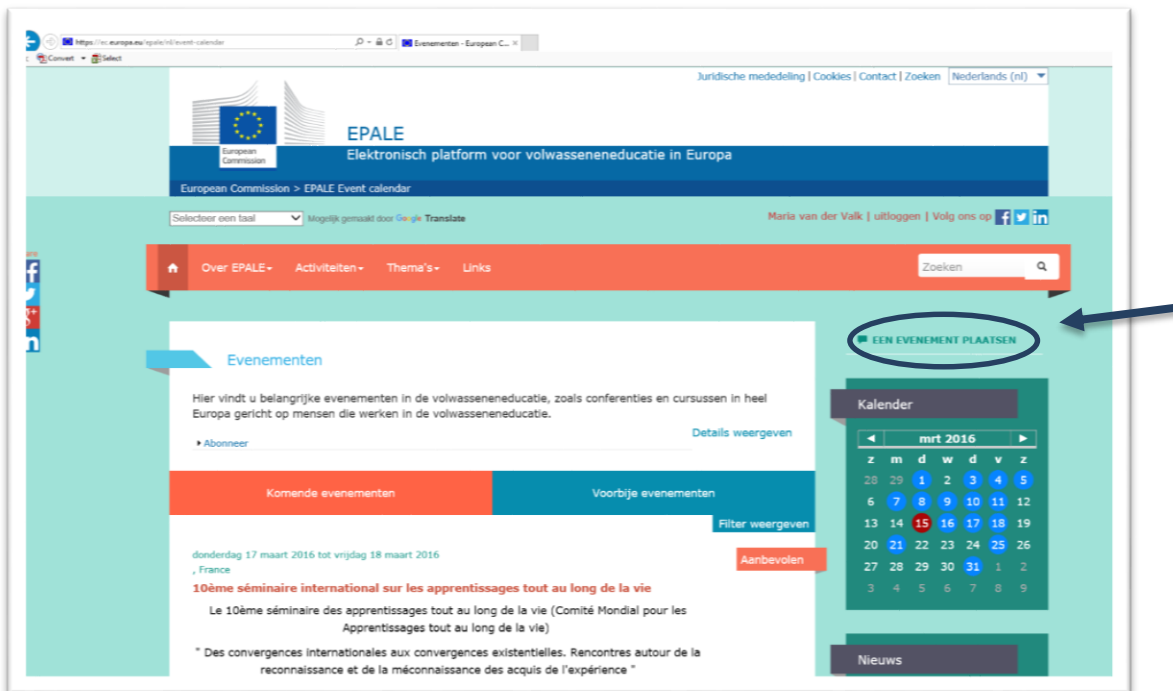 https://ec.europa.eu/epale/nl/event-calendar
Evenementen - European C...
Convert
Select
Juridische mededeling | Cookies | Contact | Zoeken
Nederlands (nl)
European
Commission
EPALE
Elektronisch platform voor volwasseneneducatie in Europa
European Commission > EPALE Event calendar
Selecteer een taal
Mogelijk gemaakt door Google Translate
Maria van der Valk | uitloggen | Volg ons op
Over EPALE
Activiteiten
Thema's
Links
Zoeken
EEN EVENEMENT PLAATSEN
Evenementen
Hier vindt u belangrijke evenementen in de volwasseneneducatie, zoals conferenties en cursussen in heel
Europa gericht op mensen die werken in de volwasseneneducatie.
Details weergeven
Abonneer
Komende evenementen
Voorbije evenementen
Filter weergeven
donderdag 17 maart 2016 tot vrijdag 18 maart 2016
, France
Aanbevolen
10ème séminaire international sur les apprentissages tout au long de la vie
Le 10ème séminaire des apprentissages tout au long de la vie (Comité Mondial pour les
Apprentissages tout au long de la vie)
" Des convergences internationales aux convergences existentielles. Rencontres autour de la
reconnaissance et de la méconnaissance des acquis de l'expérience "
Kalender
mrt 2016
z m d w d v z
28 29 1 2 3 4 5
6 7 8 9 10 11 12
13 14 15 16 17 18 19
20 21 22 23 24 25 26
27 28 29 30 31 1 2
3 4 5 6 7 8 9
Nieuws